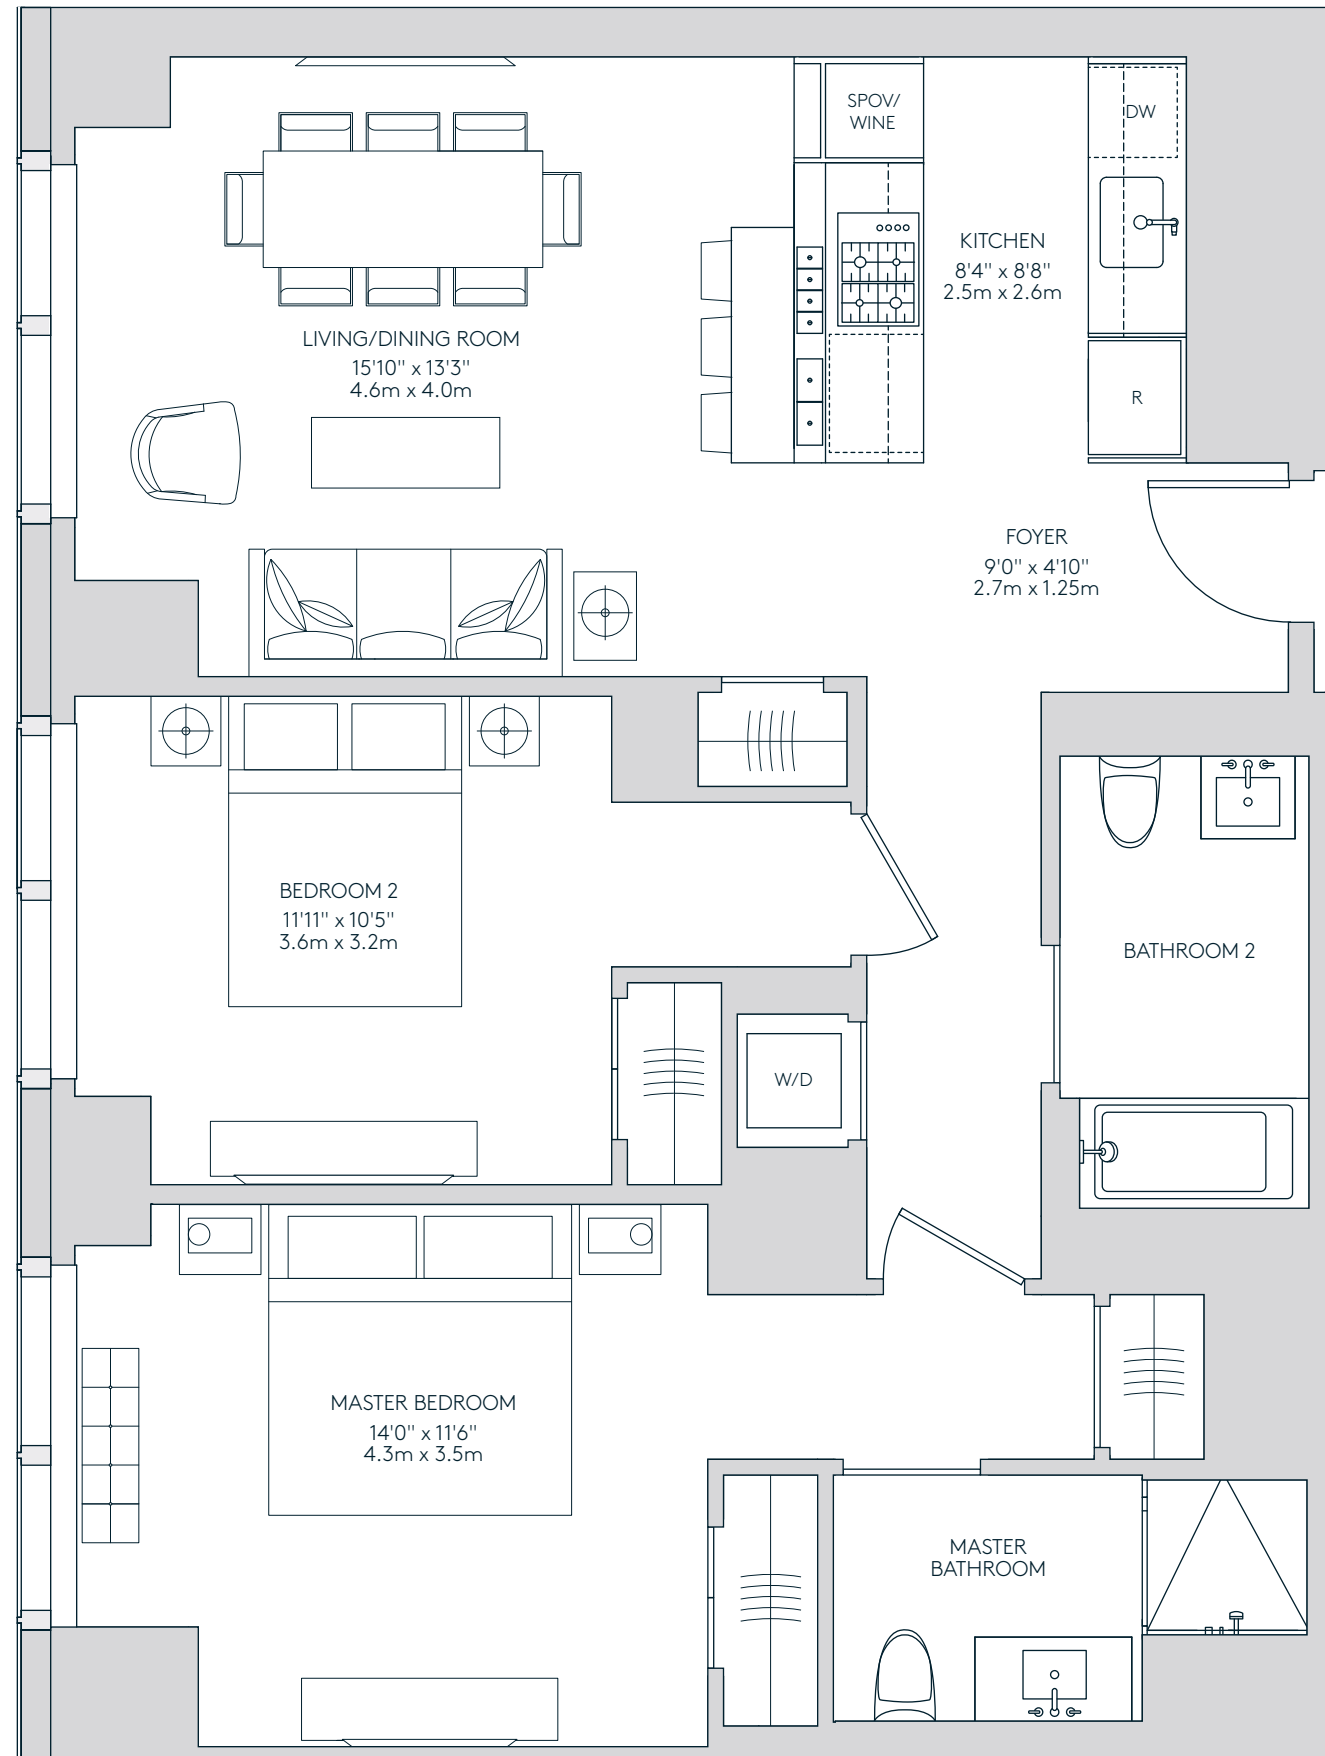 SPOV/
WINE
DW
KITCHEN
8'4" x 8'8"
2.5m x 2.6m
LIVING/DINING ROOM
15'10" x 13'3"
4.6m x 4.0m
R
FOYER
9'0" x 4'10"
2.7m x 1.25m
BEDROOM 2
11'11" x 10'5"
3.6m x 3.2m
BATHROOM 2
W/D
MASTER BEDROOM
14'0" x 11'6"
4.3m x 3.5m
MASTER
BATHROOM